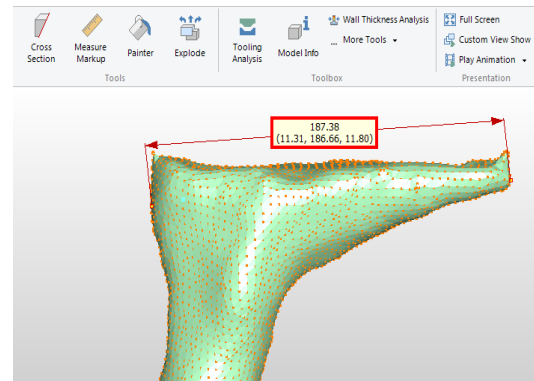 Cross Section
Measure Markup
Painter
Explode
Tools
Tooling Analysis
Model Info
Wall Thickness Analysis
... More Tools
Toolbox
Full Screen
Custom View Show
Play Animation
Presentation
187.38
(11.31, 186.66, 11.80)